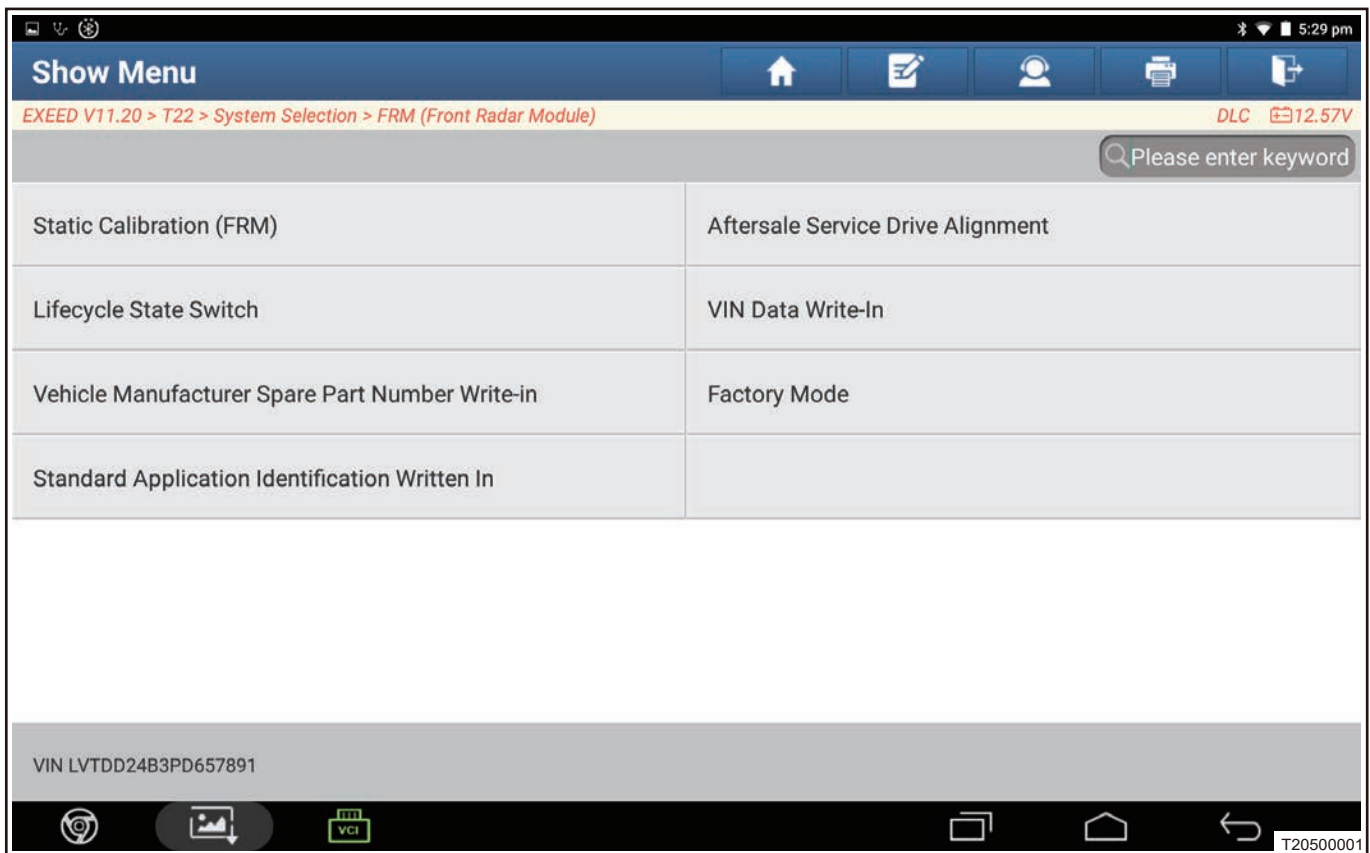 5:29 pm
Show Menu
EXEED V11.20 > T22 > System Selection > FRM (Front Radar Module)
DLC 12.57V
Please enter keyword
Static Calibration (FRM)
Aftersale Service Drive Alignment
Lifecycle State Switch
VIN Data Write-In
Vehicle Manufacturer Spare Part Number Write-in
Factory Mode
Standard Application Identification Written In
VIN LVTDD24B3PD657891
VCI
T20500001